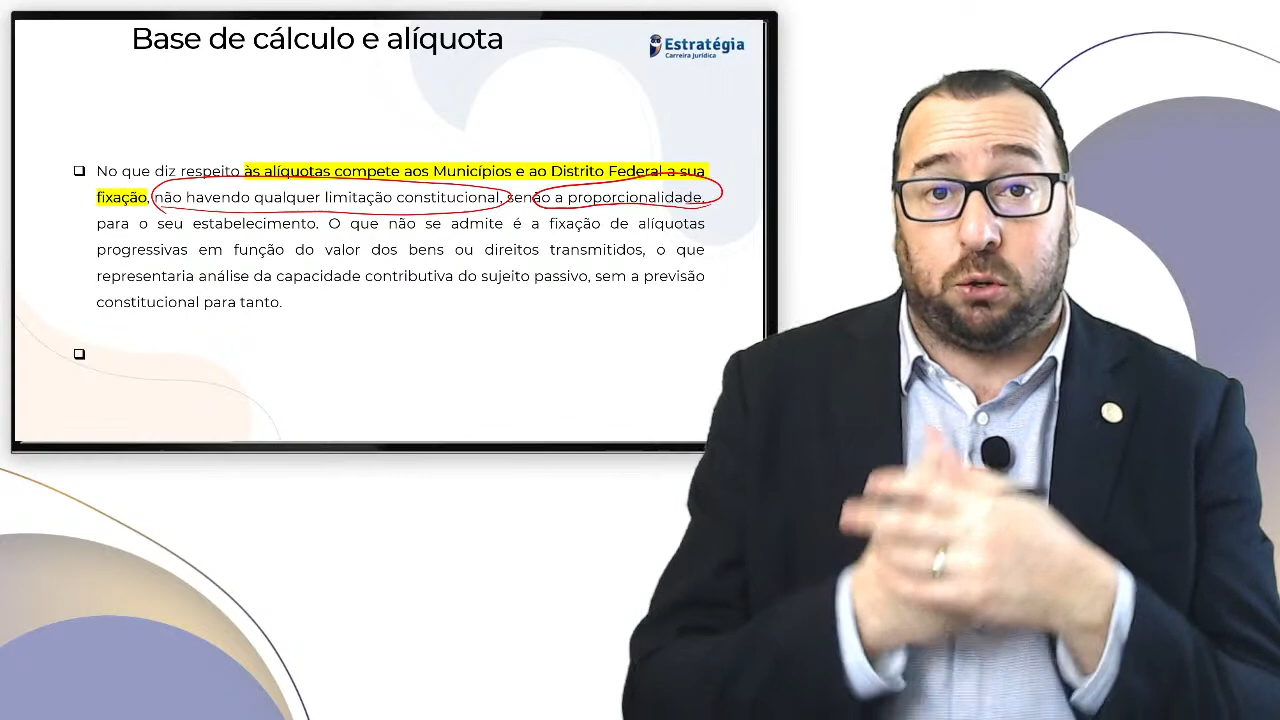 Base de cálculo e alíquota
Estratégia
Carreira Jurídica
No que diz respeito às alíquotas compete aos Municípios e ao Distrito Federal a sua
fixação, não havendo qualquer limitação constitucional, senão a proporcionalidade,
para o seu estabelecimento. O que não se admite é a fixação de alíquotas
progressivas em função do valor dos bens ou direitos transmitidos, o que
representaria análise da capacidade contributiva do sujeito passivo, sem a previsão
constitucional para tanto.